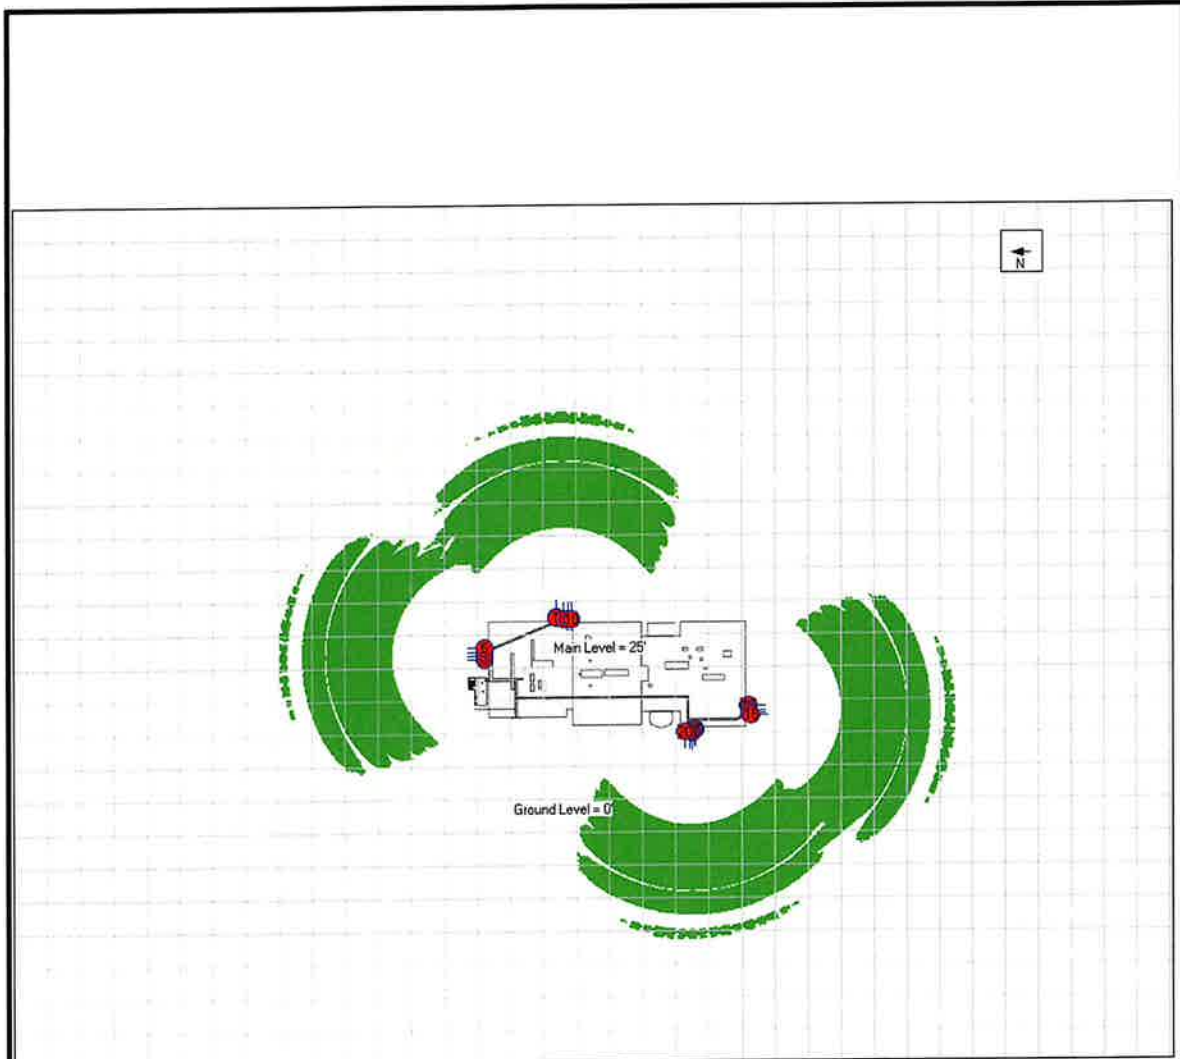 N
Main Level = 25'
Ground Level = 0'